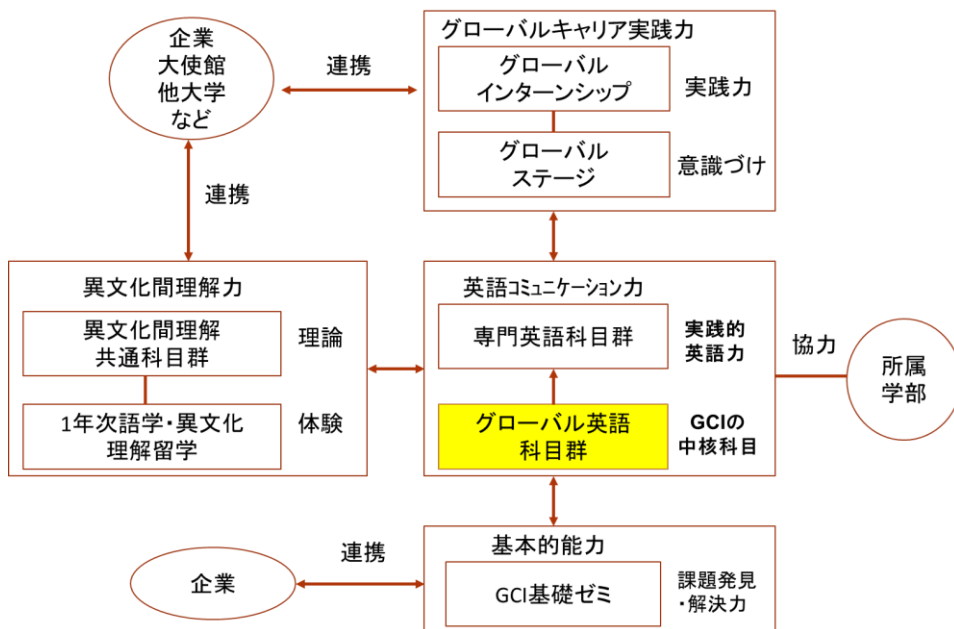 企業
大使館
他大学
など
連携
グローバルキャリア実践力
グローバル
インターンシップ
実践力
グローバル
ステージ
意識づけ
連携
異文化間理解力
異文化間理解
共通科目群
理論
1年次語学・異文化
理解留学
体験
英語コミュニケーション力
専門英語科目群
実践的
英語力
グローバル英語
科目群
GCIの
中核科目
協力
所属
学部
企業
連携
基本的能力
GCI基礎ゼミ
課題発見
・解決力